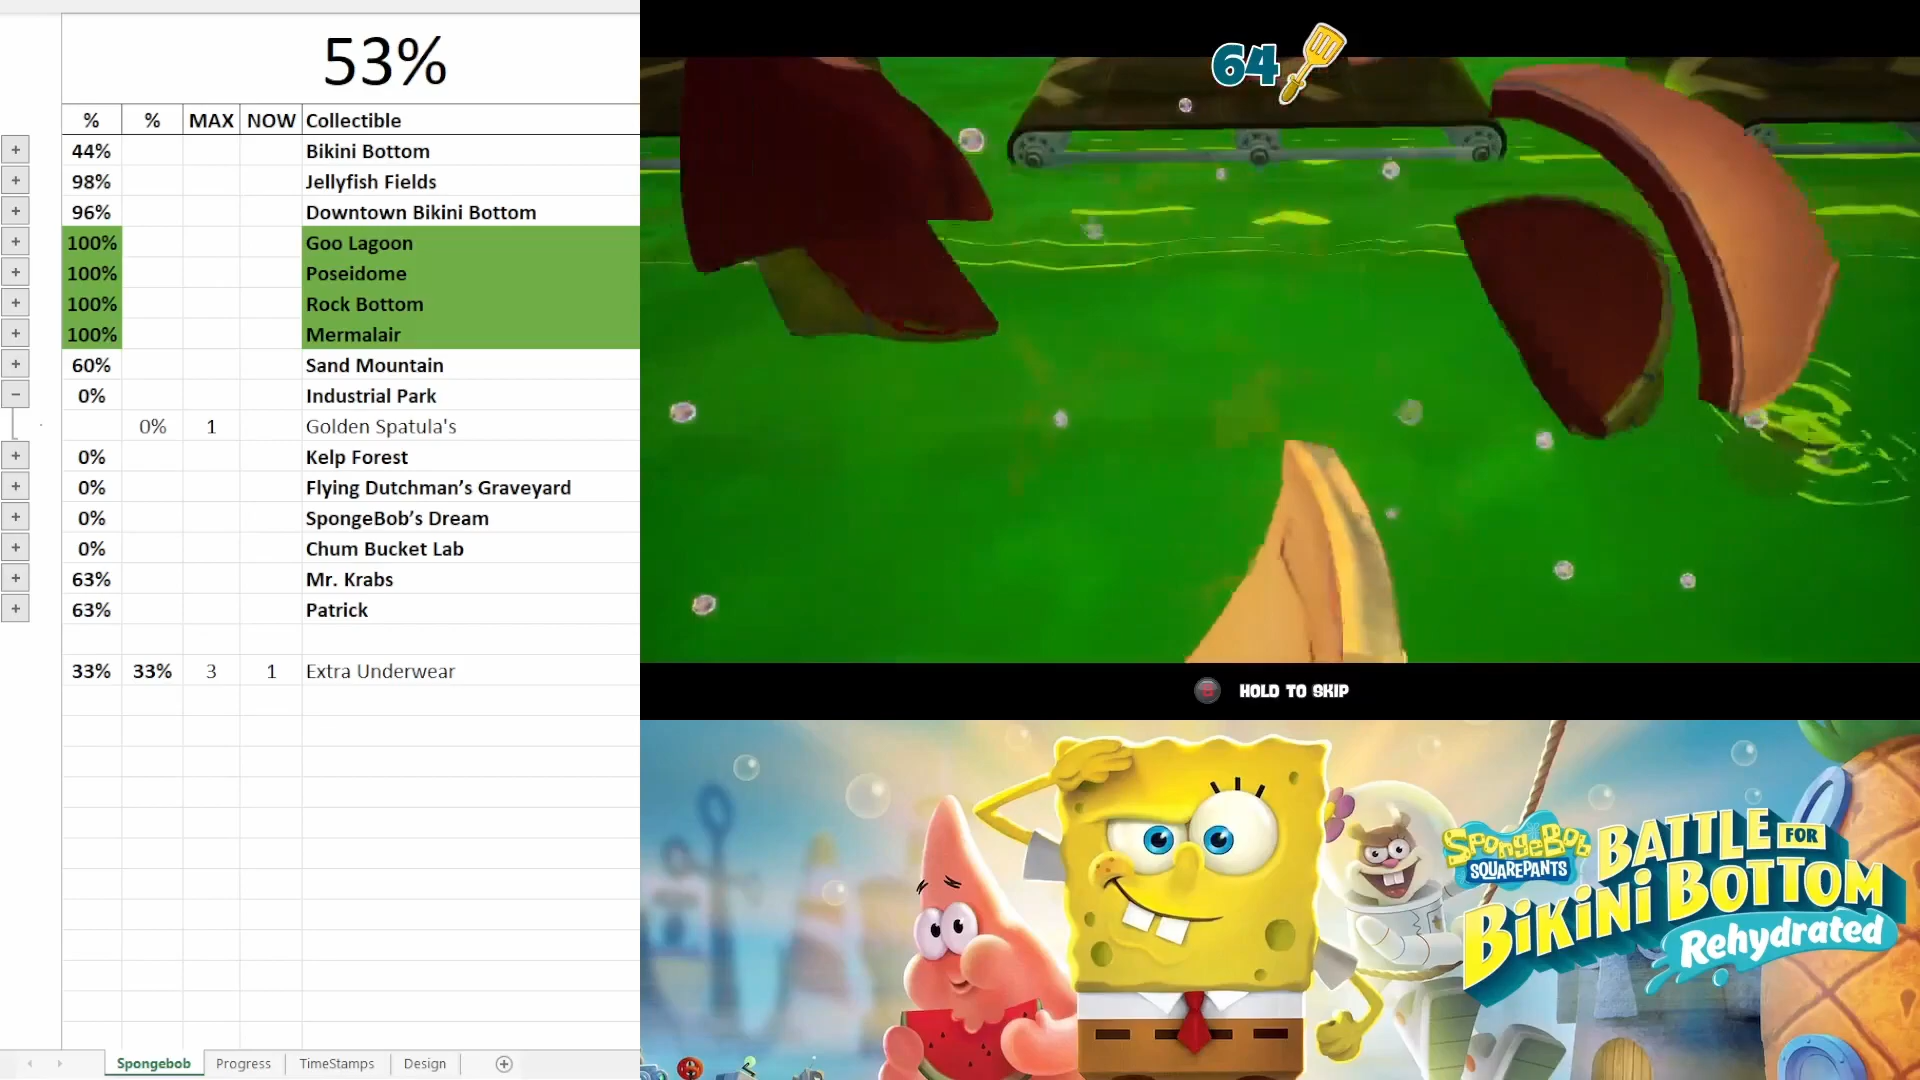 53%
% % MAX NOW Collectible
44% Bikini Bottom
98% Jellyfish Fields
96% Downtown Bikini Bottom
100% Goo Lagoon
100% Poseidome
100% Rock Bottom
100% Mermalair
60% Sand Mountain
0% Industrial Park
0% 1 Golden Spatula's
0% Kelp Forest
0% Flying Dutchman’s Graveyard
0% SpongeBob’s Dream
0% Chum Bucket Lab
63% Mr. Krabs
63% Patrick
33% 33% 3 1 Extra Underwear
Spongebob Progress TimeStamps Design
64
HOLD TO SKIP
SPONGEBOB
SQUAREPANTS
BATTLE FOR
BIKINI BOTTOM
Rehydrated